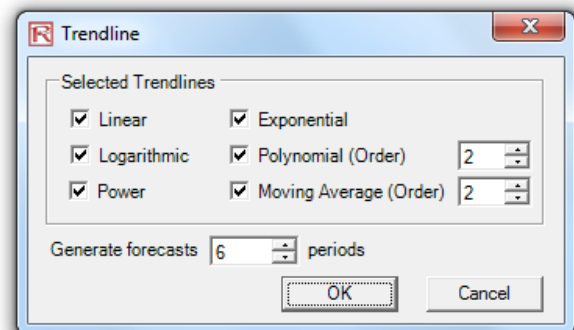 Trendline
Selected Trendlines
Linear
Exponential
Logarithmic
Polynomial (Order) 2
Power
Moving Average (Order) 2
Generate forecasts 6 periods
OK
Cancel